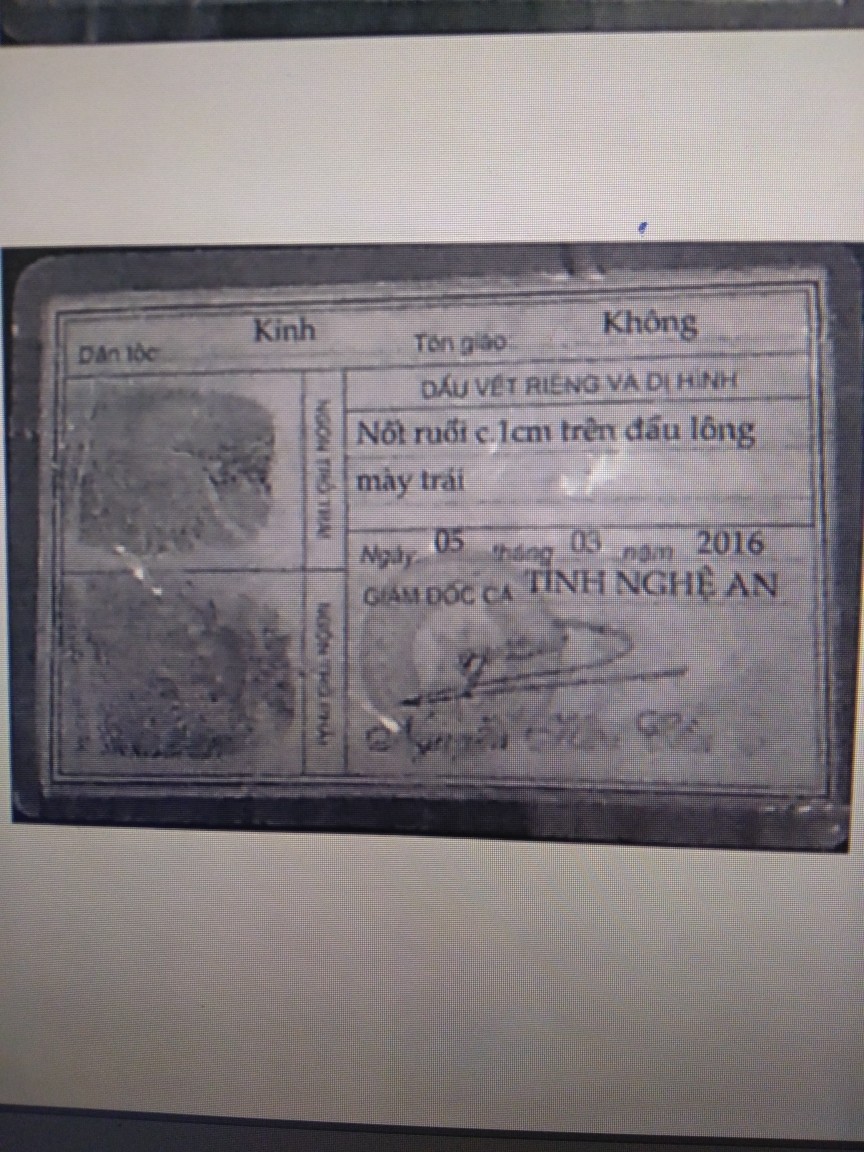 Dân tộc Kinh Tôn giáo Không
NGÓN TRỎ TRÁI
NGÓN TRỎ PHẢI
DẤU VẾT RIÊNG VÀ DỊ HÌNH
Nốt ruồi c.1cm trên đầu lông
mày trái
Ngày 05 tháng 03 năm 2016
GIÁM ĐỐC CA TỈNH NGHỆ AN